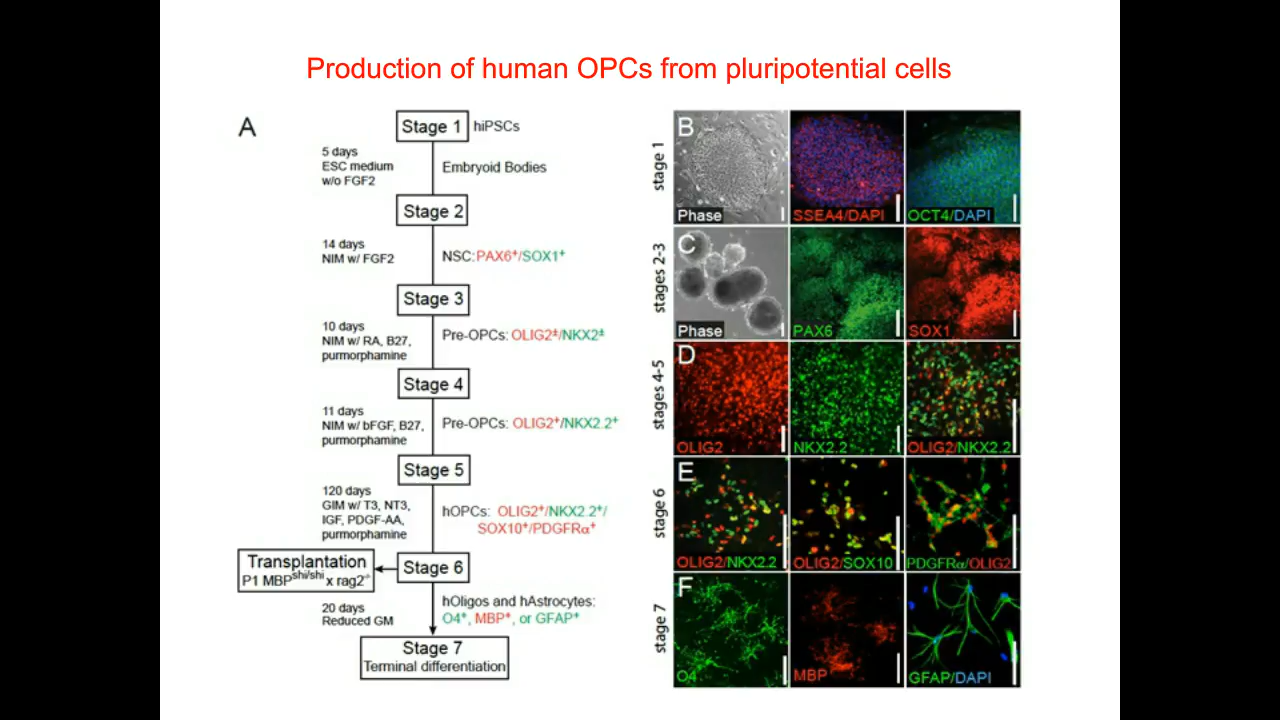 Production of human OPCs from pluripotential cells
A
Stage 1
hiPSCs
5 days
ESC medium
w/o FGF2
Embryoid Bodies
Stage 2
14 days
NIM w/ FGF2
NSC: PAX6⁺/SOX1⁺
Stage 3
10 days
NIM w/ RA, B27,
purmorphamine
Pre-OPCs: OLIG2±/NKX2±
Stage 4
11 days
NIM w/ bFGF, B27,
purmorphamine
Pre-OPCs: OLIG2⁺/NKX2.2⁺
Stage 5
120 days
GIM w/ T3, NT3,
IGF, PDGF-AA,
purmorphamine
hOPCs: OLIG2⁺/NKX2.2⁺/
SOX10⁺/PDGFRα⁺
Transplantation
P1 MBPshi/shi x rag2-/-
Stage 6
20 days
Reduced GM
hOligos and hAstrocytes:
O4⁺, MBP⁺, or GFAP⁺
Stage 7
Terminal differentiation
stage 1
B
Phase
SSEA4/DAPI
OCT4/DAPI
stages 2-3
C
Phase
PAX6
SOX1
stages 4-5
D
OLIG2
NKX2.2
OLIG2/NKX2.2
stage 6
E
OLIG2/NKX2.2
OLIG2/SOX10
PDGFRα/OLIG2
stage 7
F
O4
MBP
GFAP/DAPI